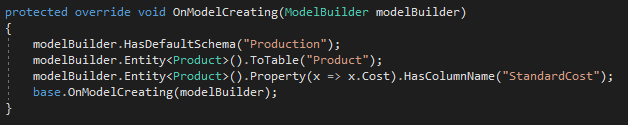 protected override void OnModelCreating(ModelBuilder modelBuilder)
{
    modelBuilder.HasDefaultSchema("Production");
    modelBuilder.Entity<Product>().ToTable("Product");
    modelBuilder.Entity<Product>().Property(x => x.Cost).HasColumnName("StandardCost");
    base.OnModelCreating(modelBuilder);
}